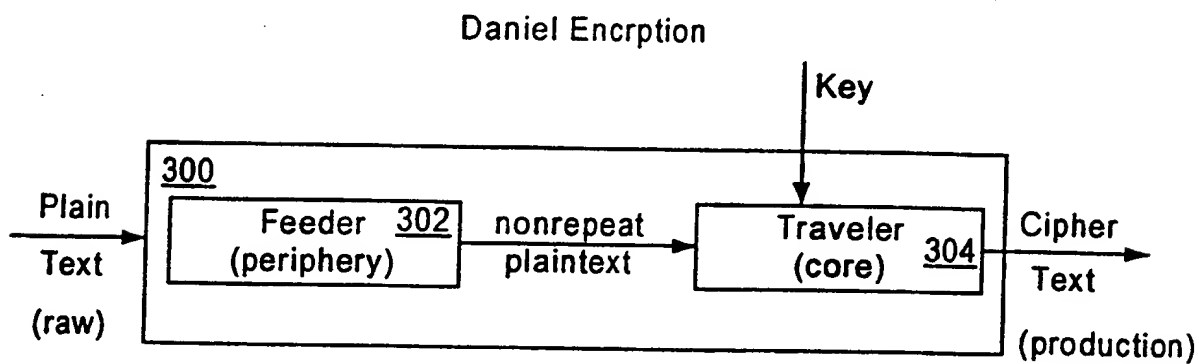 Daniel Encrption
Key
300
Plain
Text
(raw)
Feeder 302
(periphery)
nonrepeat
plaintext
Traveler
(core) 304
Cipher
Text
(production)